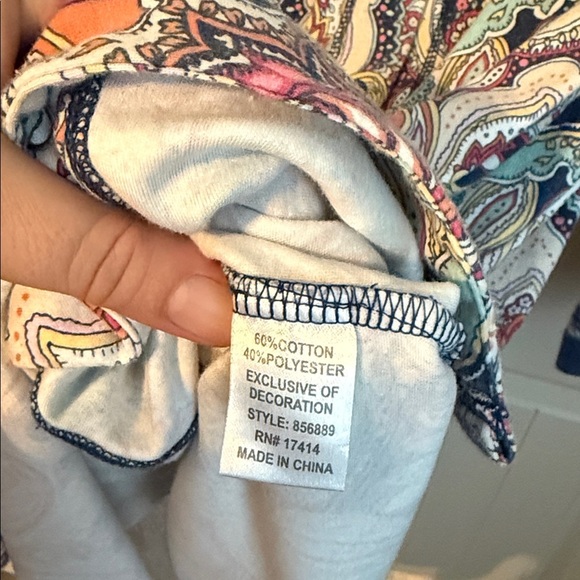 60%COTTON
40%POLYESTER
EXCLUSIVE OF
DECORATION
STYLE: 856889
RN# 17414
MADE IN CHINA